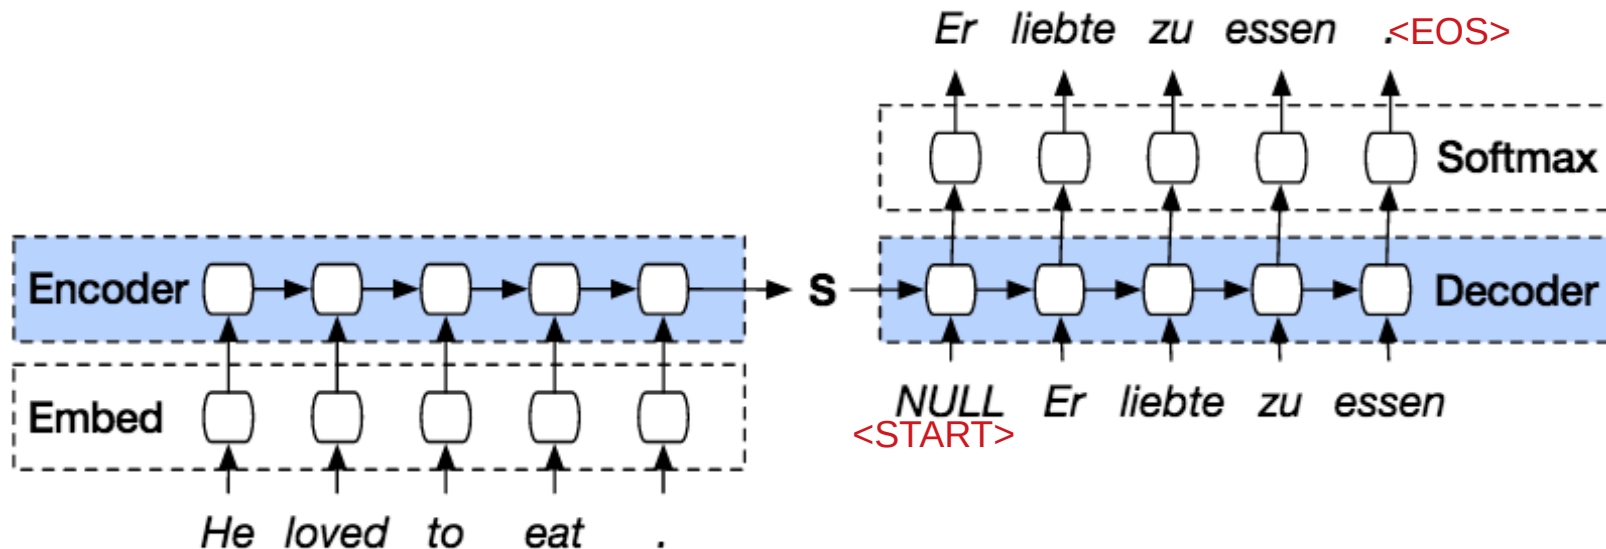 Er liebte zu essen . <EOS>
Softmax
Encoder S Decoder
Embed
NULL Er liebte zu essen
<START>
He loved to eat .